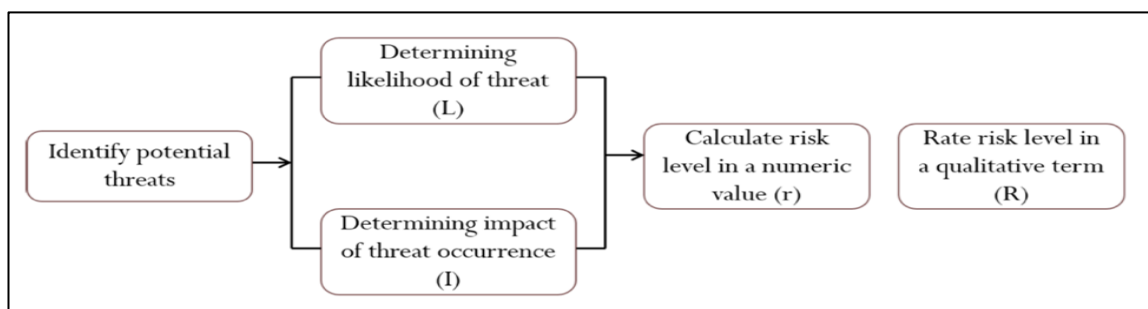 Identify potential
threats
Determining
likelihood of threat
(L)
Determining impact
of threat occurrence
(I)
Calculate risk
level in a numeric
value (r)
Rate risk level in
a qualitative term
(R)